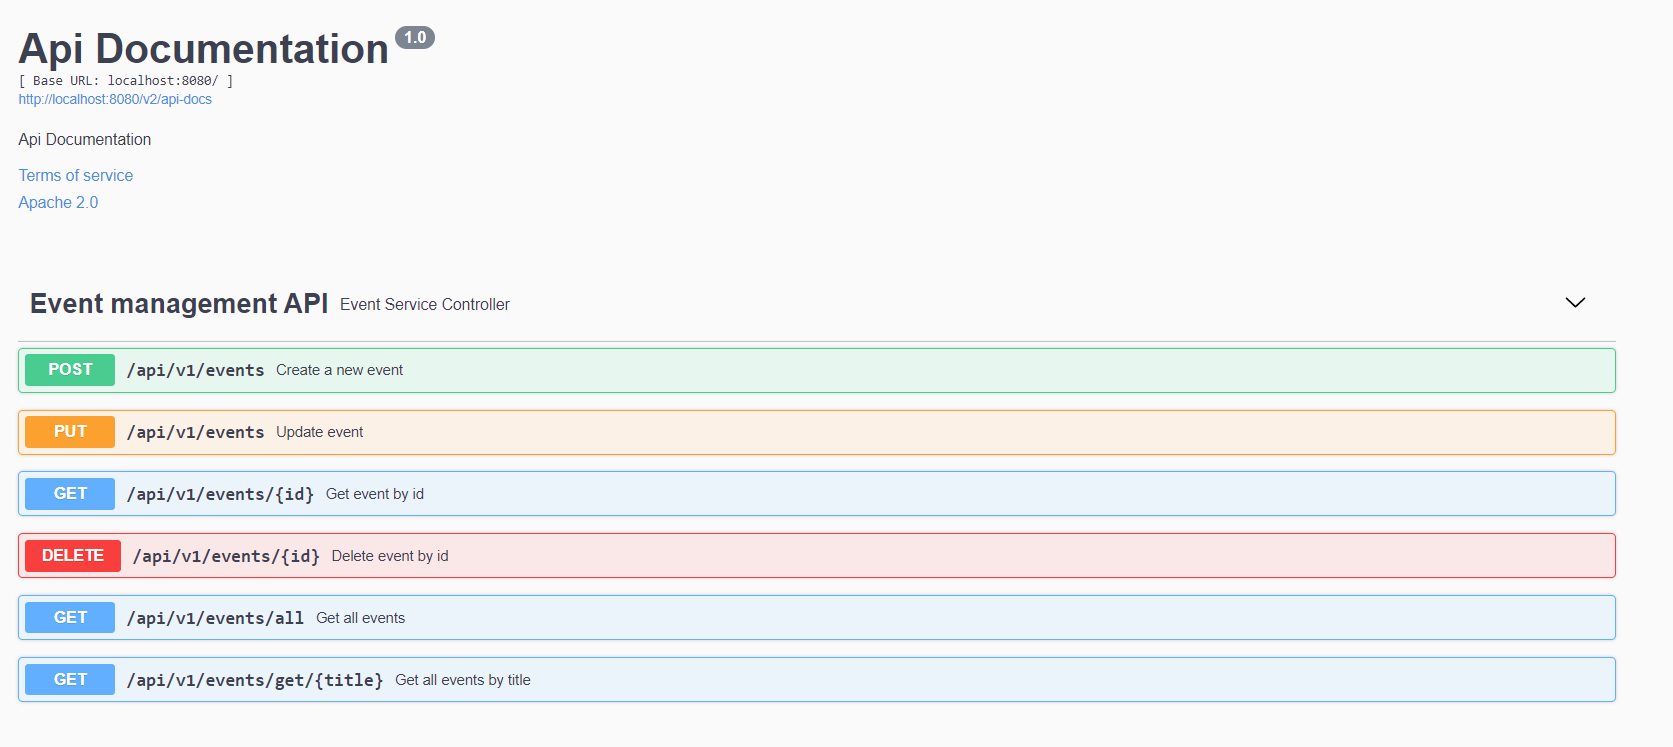 Api Documentation 1.0
[ Base URL: localhost:8080/ ]
http://localhost:8080/v2/api-docs
Api Documentation
Terms of service
Apache 2.0
Event management API Event Service Controller
POST /api/v1/events Create a new event
PUT /api/v1/events Update event
GET /api/v1/events/{id} Get event by id
DELETE /api/v1/events/{id} Delete event by id
GET /api/v1/events/all Get all events
GET /api/v1/events/get/{title} Get all events by title